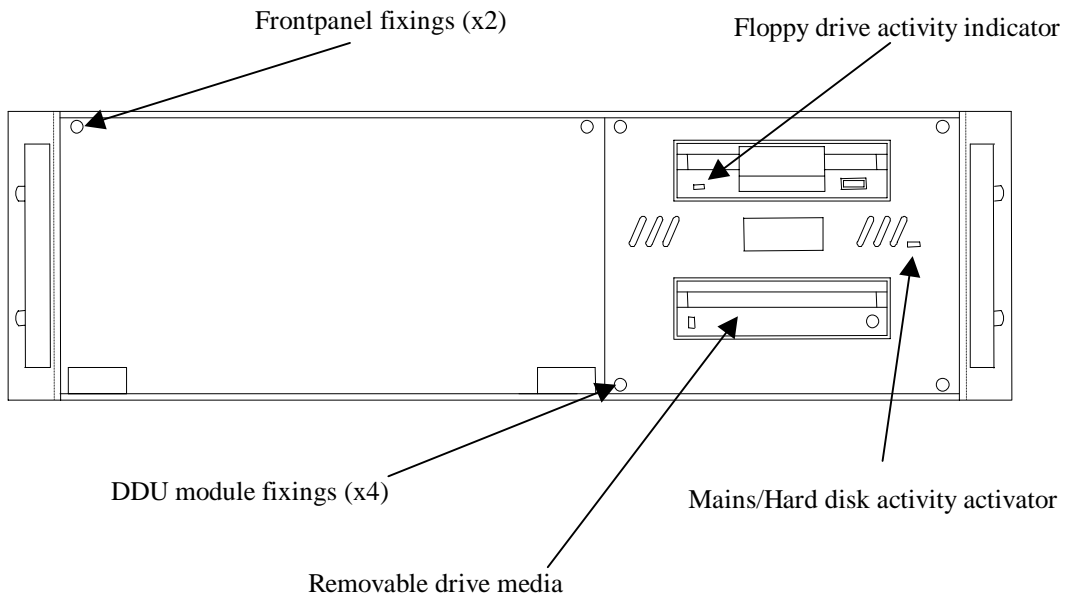 Frontpanel fixings (x2)
Floppy drive activity indicator
DDU module fixings (x4)
Mains/Hard disk activity activator
Removable drive media